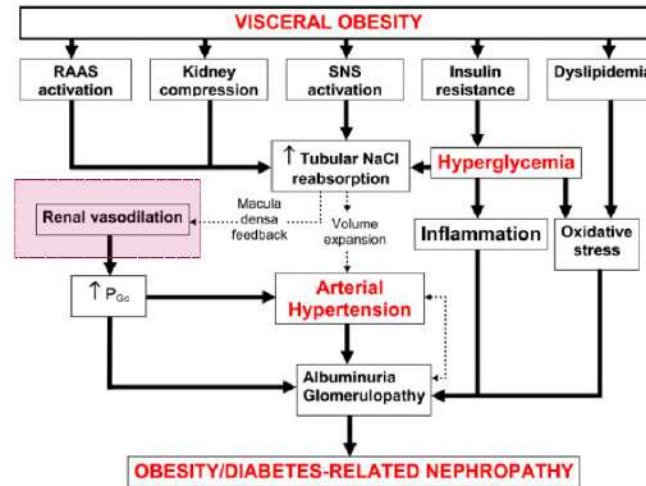 VISCERAL OBESITY
RAAS
activation
Kidney
compression
SNS
activation
Insulin
resistance
Dyslipidemia
↑ Tubular NaCl
reabsorption
Hyperglycemia
Renal vasodilation
Macula
densa
feedback
Volume
expansion
Inflammation
Oxidative
stress
↑ PGc
Arterial
Hypertension
Albuminuria
Glomerulopathy
OBESITY/DIABETES-RELATED NEPHROPATHY